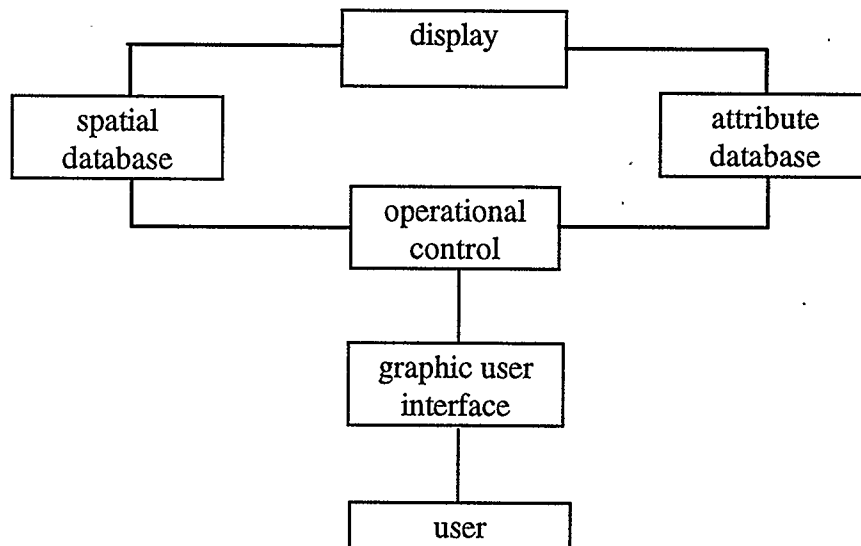 display
spatial
database
attribute
database
operational
control
graphic user
interface
user